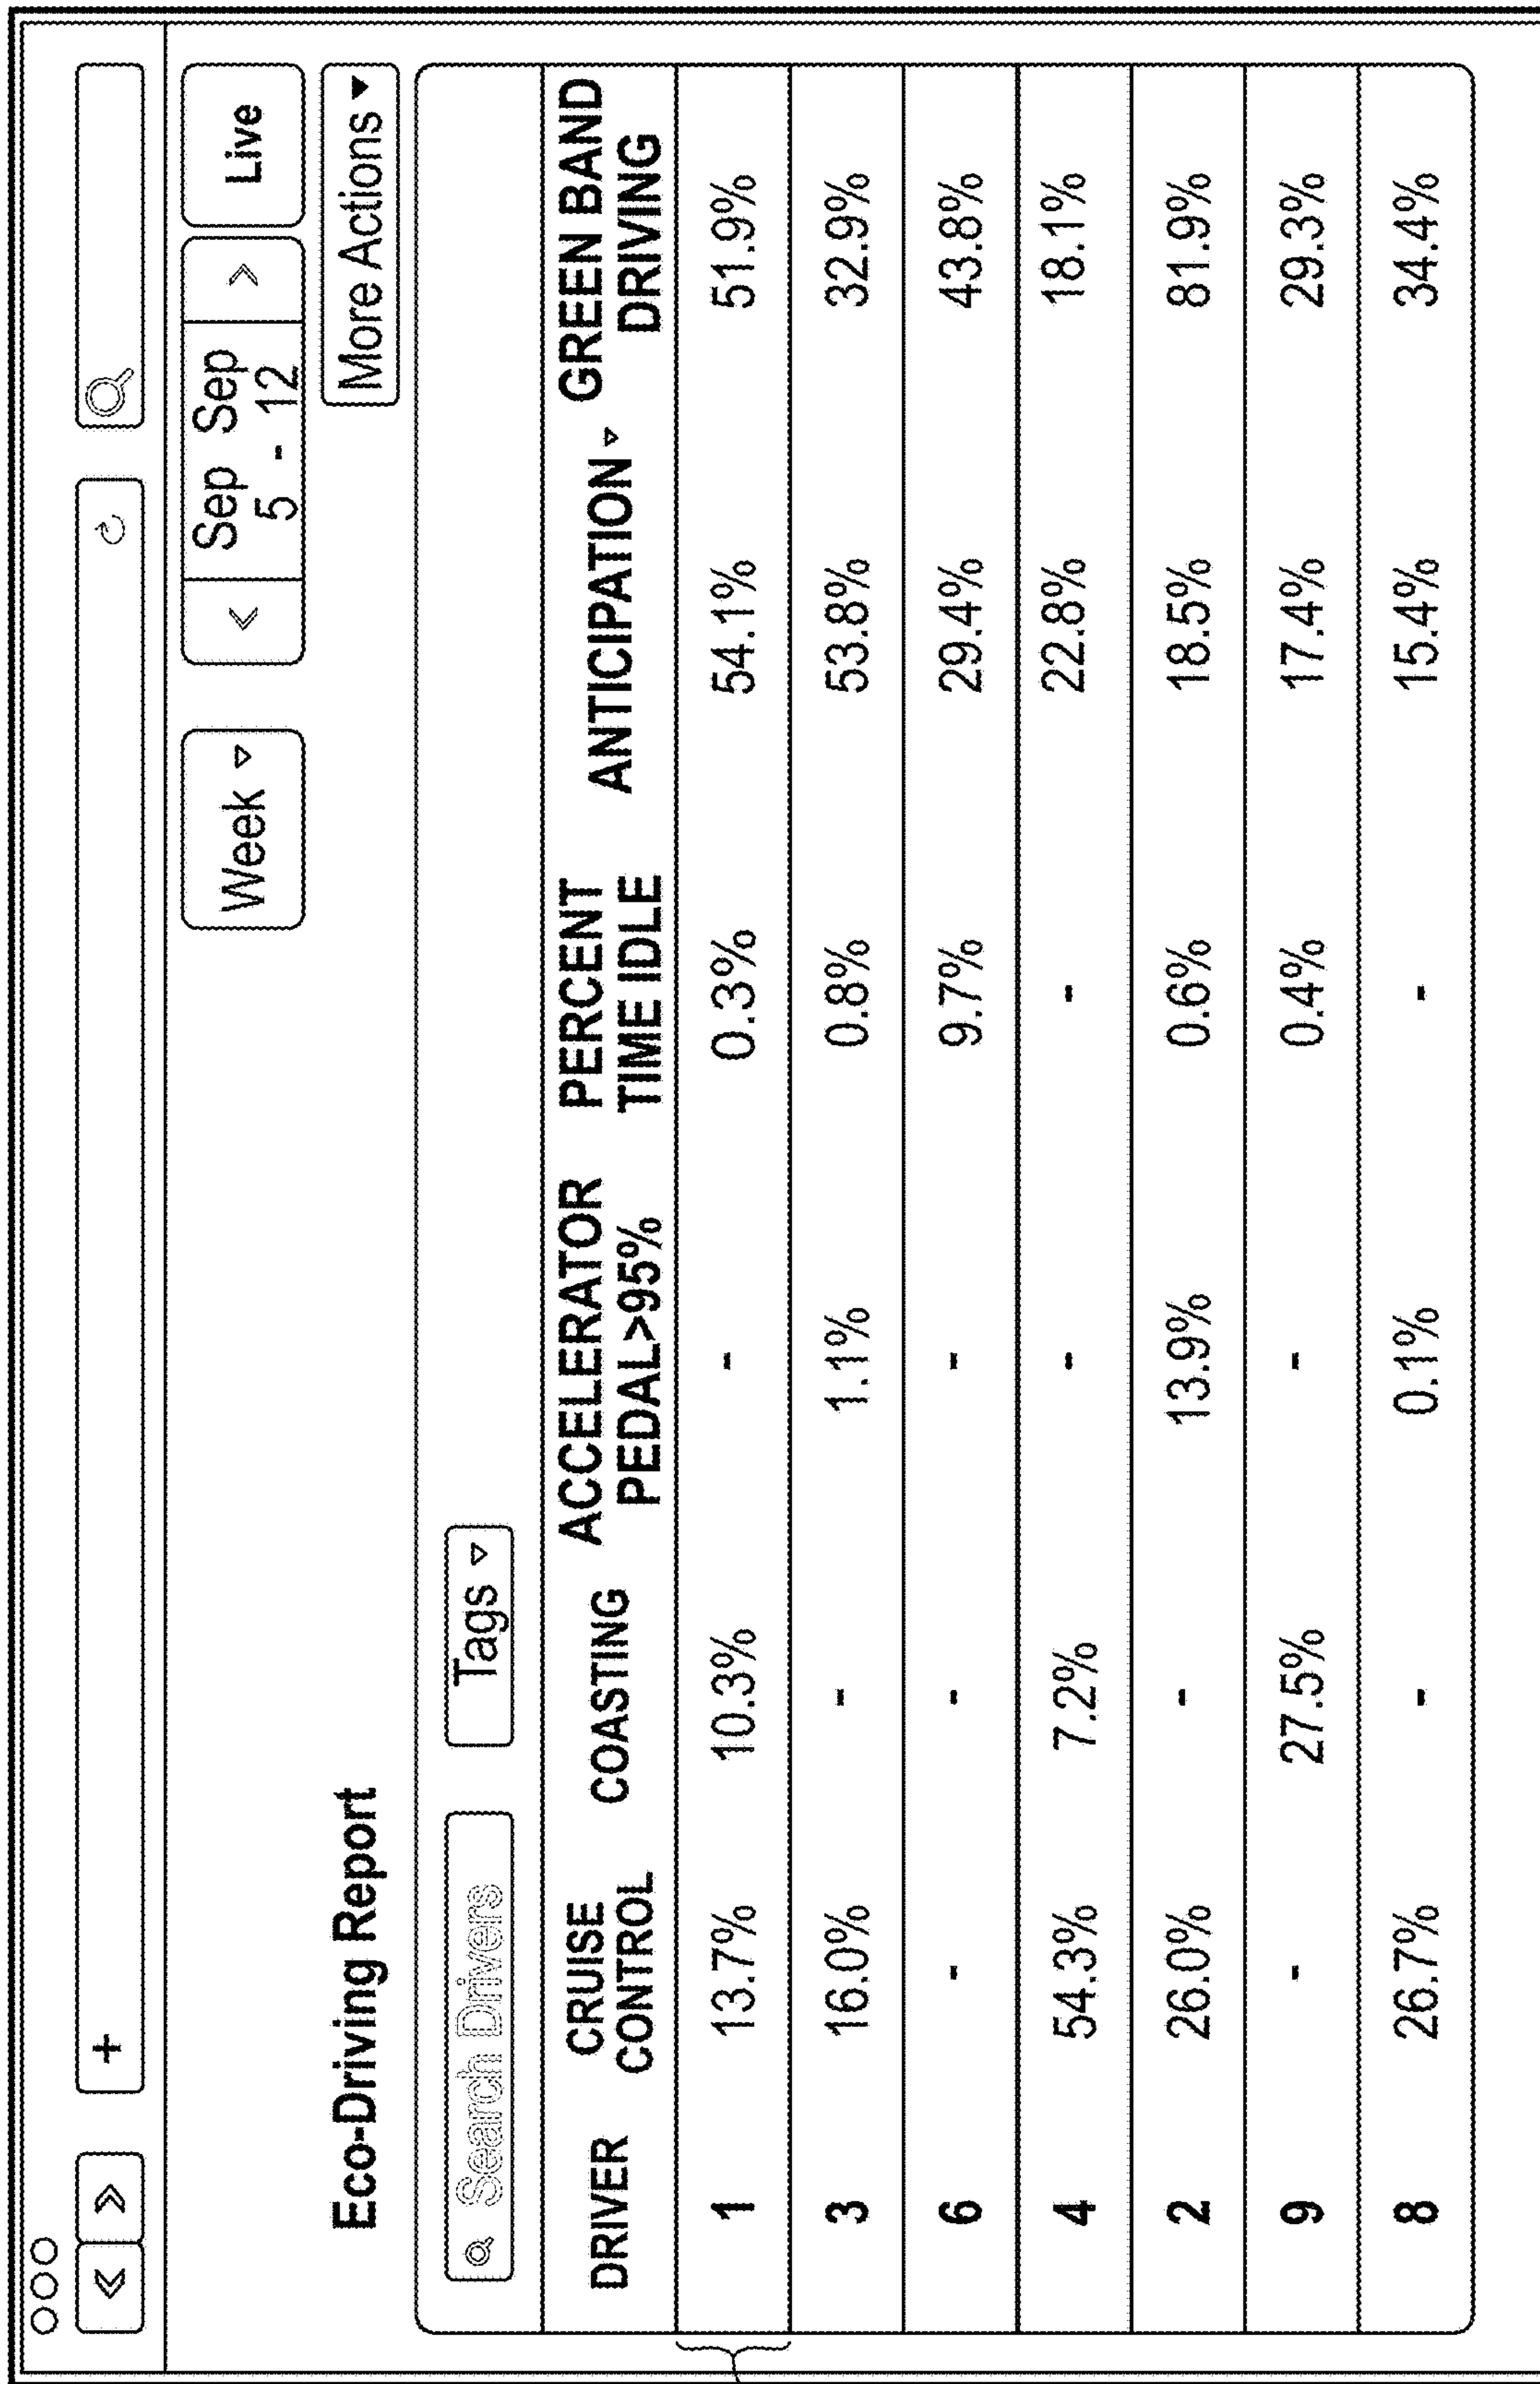 +
Week
Sep 5 - Sep 12
Live
Eco-Driving Report
More Actions
Search Drivers
Tags
DRIVER CRUISE CONTROL COASTING ACCELERATOR PEDAL>95% PERCENT TIME IDLE ANTICIPATION GREEN BAND DRIVING
1 13.7% 10.3% - 0.3% 54.1% 51.9%
3 16.0% - 1.1% 0.8% 53.8% 32.9%
6 - - - 9.7% 29.4% 43.8%
4 54.3% 7.2% - - 22.8% 18.1%
2 26.0% - 13.9% 0.6% 18.5% 81.9%
9 - 27.5% - 0.4% 17.4% 29.3%
8 26.7% - 0.1% - 15.4% 34.4%